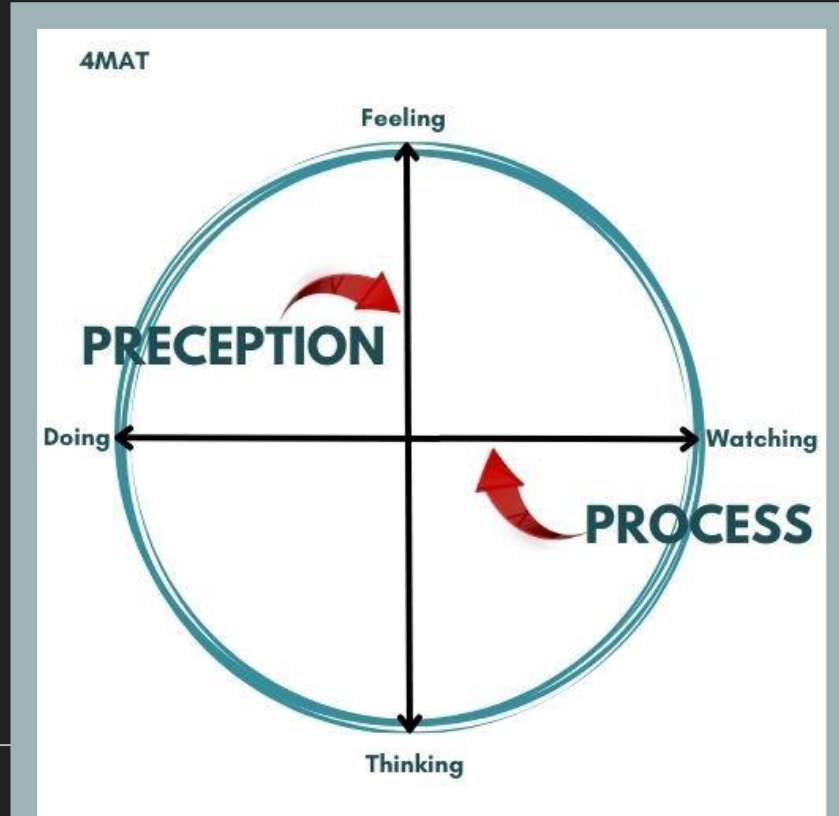 4MAT
Feeling
PRECEPTION
Doing
Watching
PROCESS
Thinking